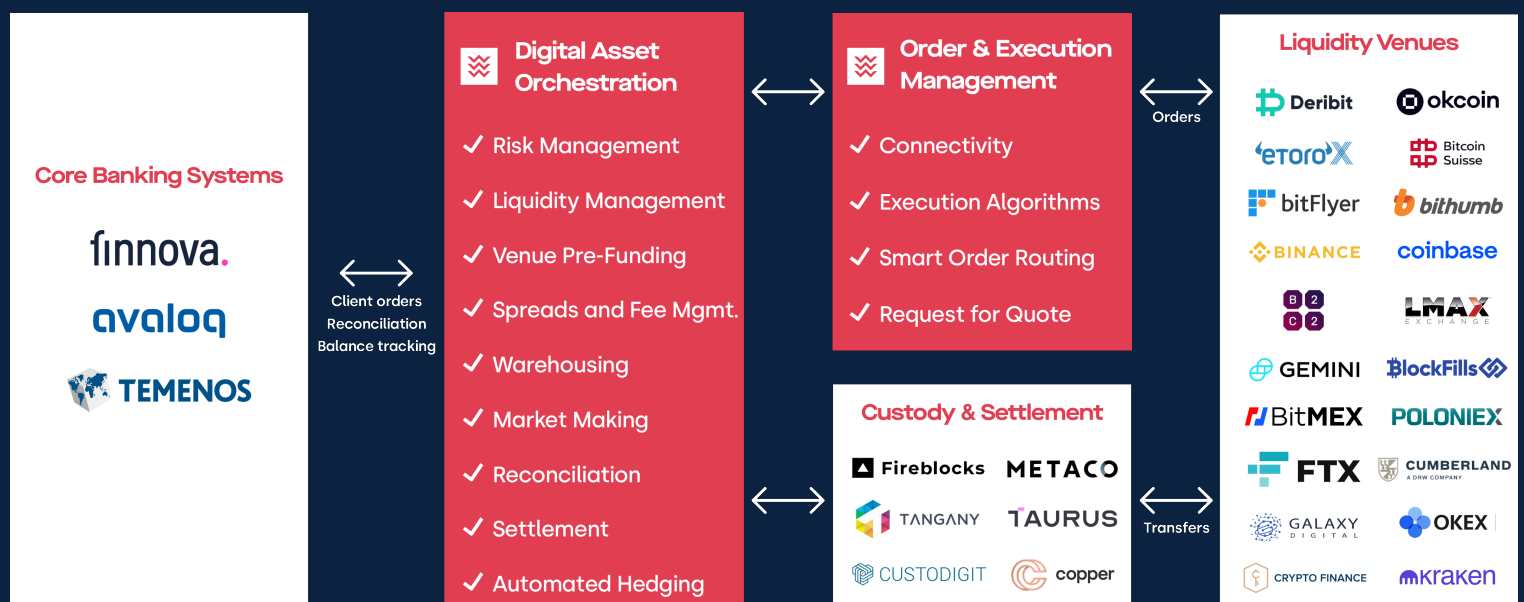 Core Banking Systems
finnova.
avaloq
TEMENOS
Client orders
Reconciliation
Balance tracking
Digital Asset
Orchestration
Risk Management
Liquidity Management
Venue Pre-Funding
Spreads and Fee Mgmt.
Warehousing
Market Making
Reconciliation
Settlement
Automated Hedging
Order & Execution
Management
Connectivity
Execution Algorithms
Smart Order Routing
Request for Quote
Custody & Settlement
Fireblocks METACO
TANGANY TAURUS
CUSTODIGIT copper
Orders
Transfers
Liquidity Venues
Deribit okcoin
eToroX Bitcoin
Suisse
bitFlyer bithumb
BINANCE coinbase
B2
C2
LMAX
EXCHANGE
GEMINI BlockFills
BitMEX POLONIEX
FTX CUMBERLAND
A DRW COMPANY
GALAXY
DIGITAL
OKEX
CRYPTO FINANCE kraken